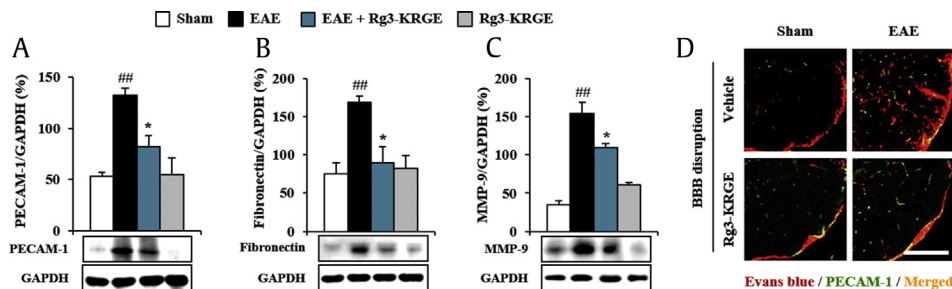 Sham EAE EAE + Rg3-KRGE Rg3-KRGE
A
PECAM-1/GAPDH (%)
150
100
50
0
##
*
PECAM-1
GAPDH
B
Fibronectin/GAPDH (%)
200
150
100
50
0
##
*
Fibronectin
GAPDH
C
MMP-9/GAPDH (%)
200
150
100
50
0
##
*
MMP-9
GAPDH
D
Sham EAE
BBB disruption
Vehicle
Rg3-KRGE
Evans blue / PECAM-1 / Merged